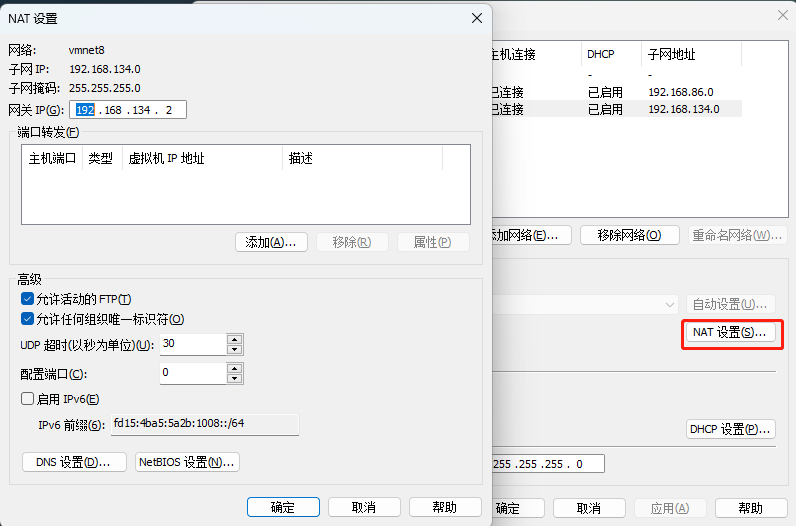 NAT 设置
网络: vmnet8
子网 IP: 192.168.134.0
子网掩码: 255.255.255.0
网关 IP(G): 192 . 168 . 134 . 2
端口转发(F)
主机端口 类型 虚拟机 IP 地址 描述
添加(A)... 移除(R) 属性(P)
高级
允许活动的 FTP(T)
允许任何组织唯一标识符(O)
UDP 超时(以秒为单位)(U): 30
配置端口(C): 0
启用 IPv6(E)
IPv6 前缀(6): fd15:4ba5:5a2b:1008::/64
DNS 设置(D)... NetBIOS 设置(N)...
确定 取消 帮助
主机连接 DHCP 子网地址
- -
已连接 已启用 192.168.86.0
已连接 已启用 192.168.134.0
添加网络(E)... 移除网络(O) 重命名网络(W)...
自动设置(U)...
NAT 设置(S)...
DHCP 设置(P)...
255 . 255 . 255 . 0
确定 取消 应用(A) 帮助